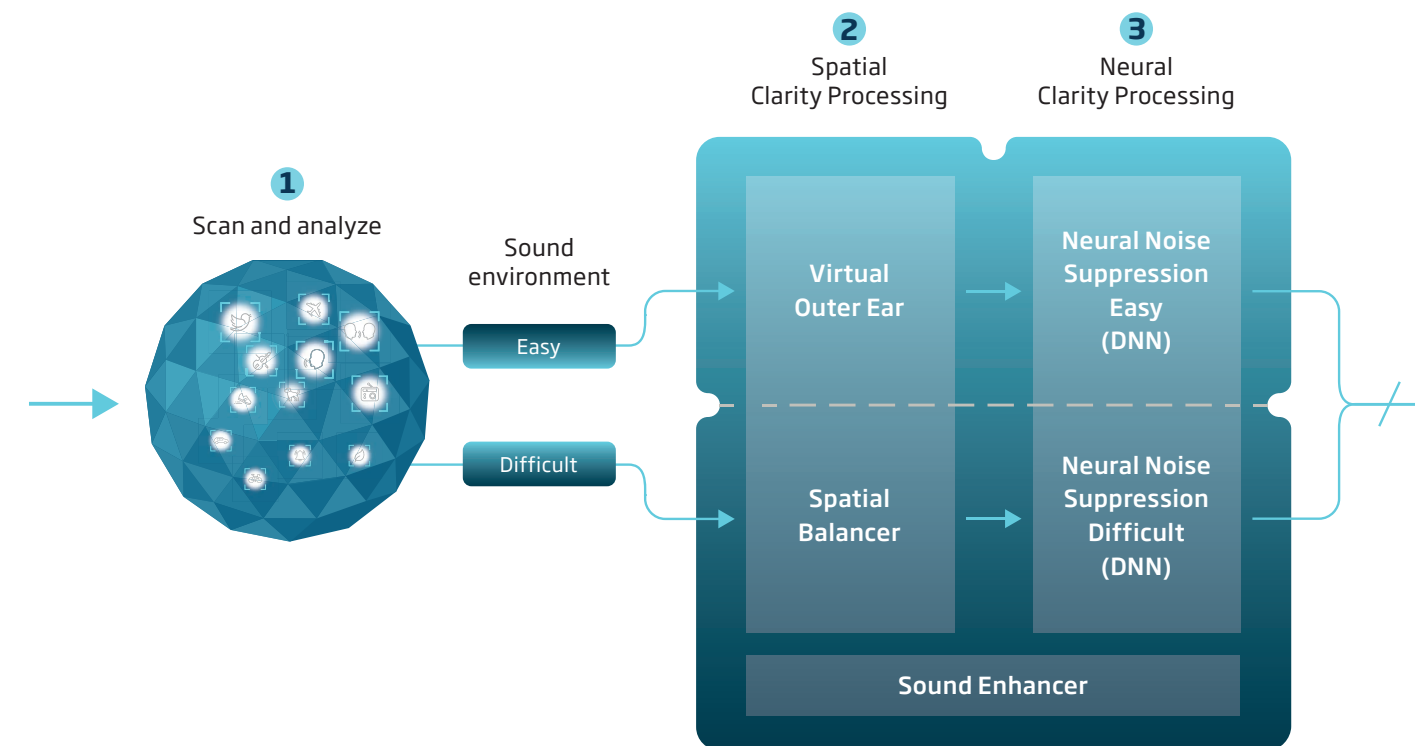 1
Scan and analyze
Sound
environment
Easy
Difficult
2
Spatial
Clarity Processing
3
Neural
Clarity Processing
Virtual
Outer Ear
Neural Noise
Suppression
Easy
(DNN)
Spatial
Balancer
Neural Noise
Suppression
Difficult
(DNN)
Sound Enhancer